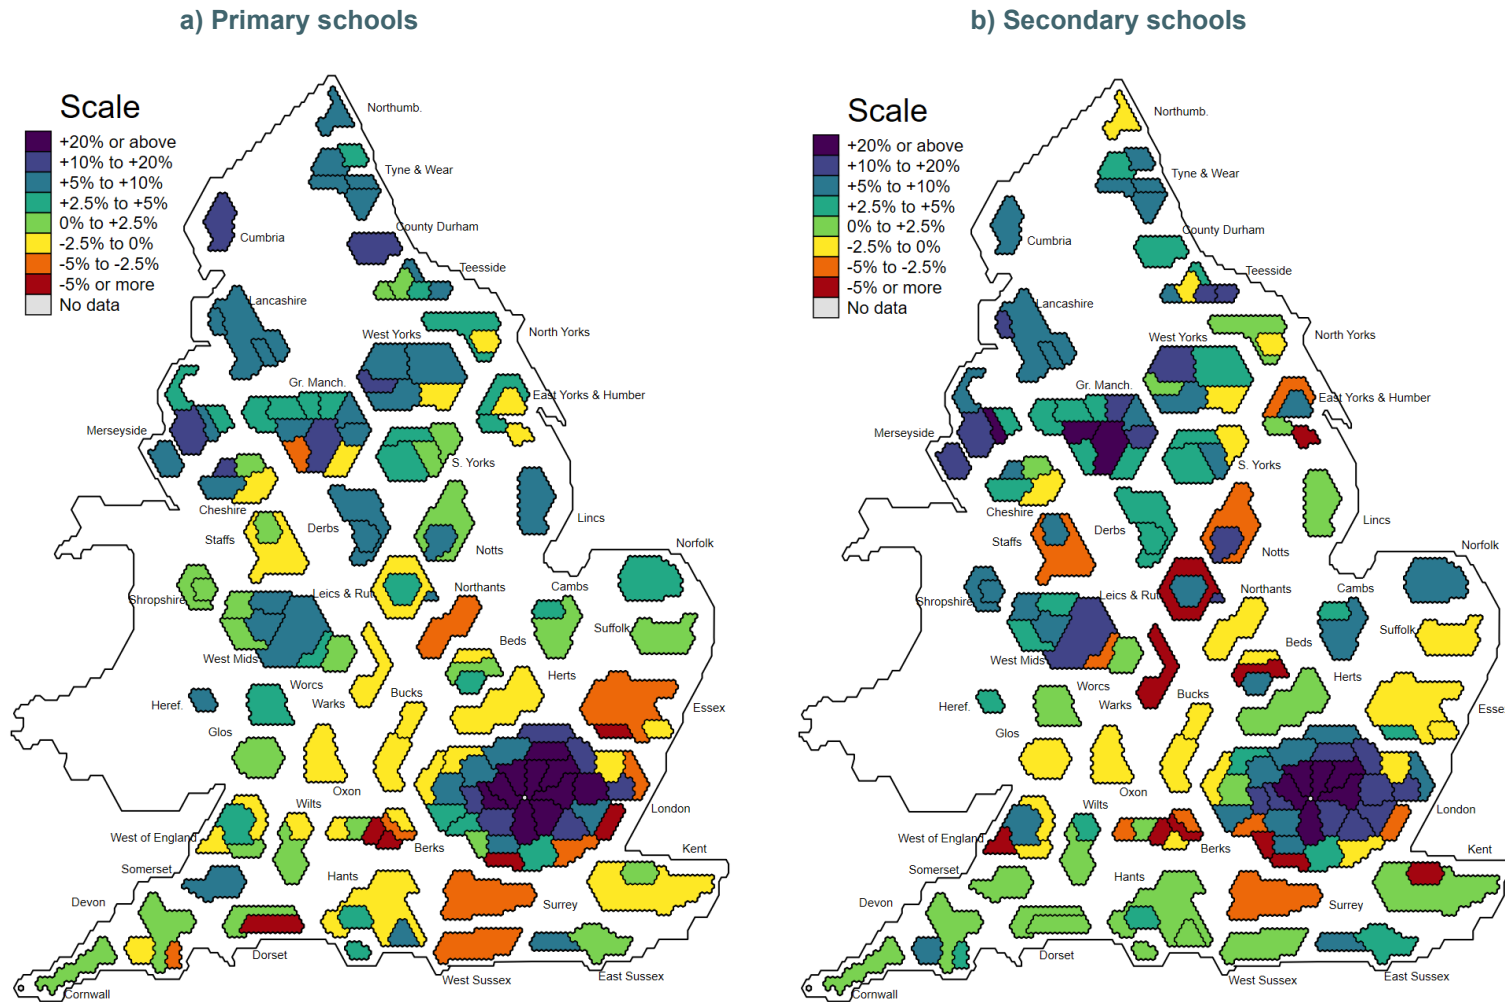 a) Primary schools
Scale
+20% or above
+10% to +20%
+5% to +10%
+2.5% to +5%
0% to +2.5%
-2.5% to 0%
-5% to -2.5%
-5% or more
No data
Northumb.
Tyne & Wear
County Durham
Cumbria
Teesside
Lancashire
North Yorks
West Yorks
Gr. Manch.
East Yorks & Humber
Merseyside
S. Yorks
Cheshire
Lincs
Derbs
Staffs
Notts
Norfolk
Shropshire
Leics & Rut
Northants
Cambs
Suffolk
West Mids
Beds
Herts
Worcs
Warks
Bucks
Heref.
Essex
Glos
Oxon
London
Wilts
West of England
Berks
Kent
Somerset
Hants
Devon
Surrey
Dorset
West Sussex
East Sussex
Cornwall
b) Secondary schools
Scale
+20% or above
+10% to +20%
+5% to +10%
+2.5% to +5%
0% to +2.5%
-2.5% to 0%
-5% to -2.5%
-5% or more
No data
Northumb.
Tyne & Wear
County Durham
Cumbria
Teesside
Lancashire
North Yorks
West Yorks
Gr. Manch.
East Yorks & Humber
Merseyside
S. Yorks
Cheshire
Lincs
Derbs
Staffs
Notts
Norfolk
Shropshire
Leics & Rut
Northants
Cambs
Suffolk
West Mids
Beds
Herts
Worcs
Warks
Bucks
Heref.
Essex
Glos
Oxon
London
Wilts
West of England
Berks
Kent
Somerset
Hants
Devon
Surrey
Dorset
West Sussex
East Sussex
Cornwall